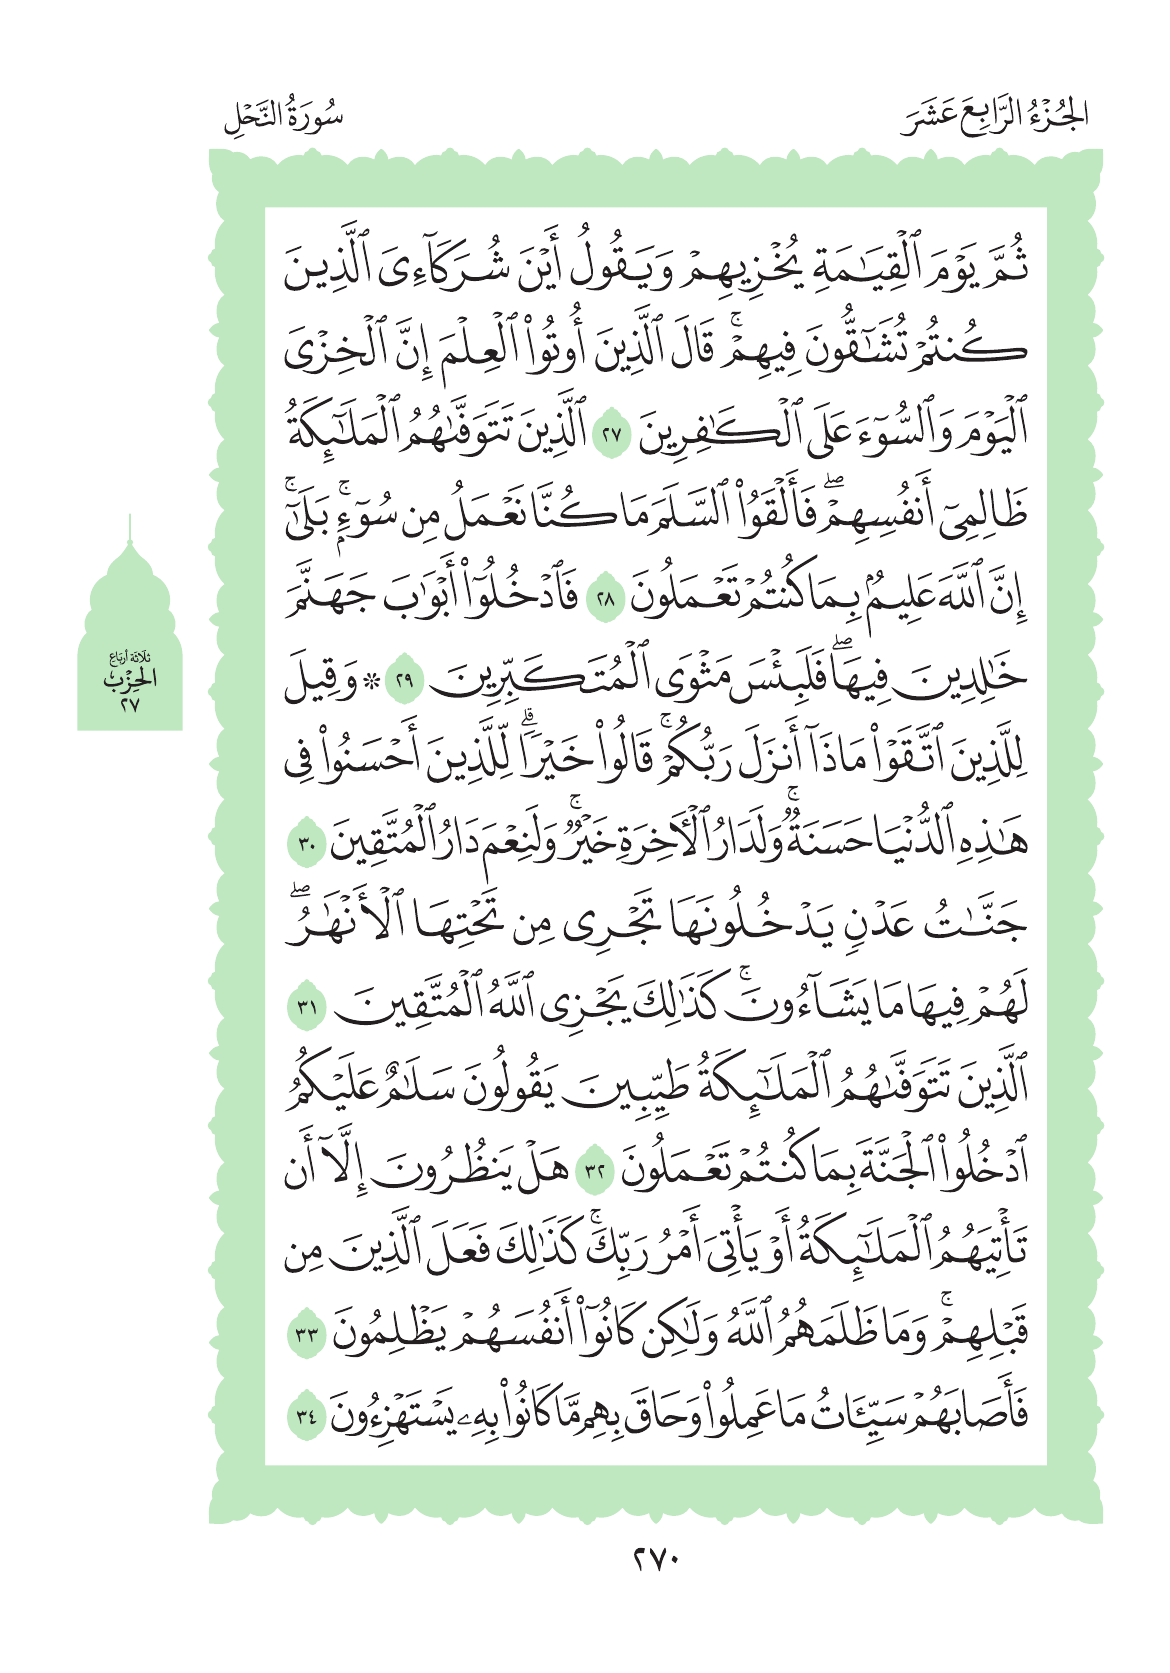 الجُزْءُ الرَّابِعَ عَشَرَ
سُورَةُ النَّحْلِ
ثُمَّ يَوْمَ ٱلْقِيَـٰمَةِ يُخْزِيهِمْ وَيَقُولُ أَيْنَ شُرَكَآءِىَ ٱلَّذِينَ
كُنتُمْ تُشَـٰٓقُّونَ فِيهِمْ ۚ قَالَ ٱلَّذِينَ أُوتُوا۟ ٱلْعِلْمَ إِنَّ ٱلْخِزْىَ
ٱلْيَوْمَ وَٱلسُّوٓءَ عَلَى ٱلْكَـٰفِرِينَ ٢٧ ٱلَّذِينَ تَتَوَفَّىٰهُمُ ٱلْمَلَـٰٓئِكَةُ
ظَالِمِىٓ أَنفُسِهِمْ ۖ فَأَلْقَوُا۟ ٱلسَّلَمَ مَا كُنَّا نَعْمَلُ مِن سُوٓءٍۭ ۚ بَلَىٰٓ ۚ
إِنَّ ٱللَّهَ عَلِيمٌۢ بِمَا كُنتُمْ تَعْمَلُونَ ٢٨ فَٱدْخُلُوٓا۟ أَبْوَٰبَ جَهَنَّمَ
خَـٰلِدِينَ فِيهَا ۖ فَلَبِئْسَ مَثْوَى ٱلْمُتَكَبِّرِينَ ٢٩ ۞ وَقِيلَ
لِلَّذِينَ ٱتَّقَوْا۟ مَاذَآ أَنزَلَ رَبُّكُمْ ۚ قَالُوا۟ خَيْرًا ۗ لِّلَّذِينَ أَحْسَنُوا۟ فِى
هَـٰذِهِ ٱلدُّنْيَا حَسَنَةٌ ۚ وَلَدَارُ ٱلْـَٔاخِرَةِ خَيْرٌ ۚ وَلَنِعْمَ دَارُ ٱلْمُتَّقِينَ ٣٠
جَنَّـٰتُ عَدْنٍ يَدْخُلُونَهَا تَجْرِى مِن تَحْتِهَا ٱلْأَنْهَـٰرُ ۖ
لَهُمْ فِيهَا مَا يَشَآءُونَ ۚ كَذَٰلِكَ يَجْزِى ٱللَّهُ ٱلْمُتَّقِينَ ٣١
ٱلَّذِينَ تَتَوَفَّىٰهُمُ ٱلْمَلَـٰٓئِكَةُ طَيِّبِينَ يَقُولُونَ سَلَـٰمٌ عَلَيْكُمُ
ٱدْخُلُوا۟ ٱلْجَنَّةَ بِمَا كُنتُمْ تَعْمَلُونَ ٣٢ هَلْ يَنظُرُونَ إِلَّآ أَن
تَأْتِيَهُمُ ٱلْمَلَـٰٓئِكَةُ أَوْ يَأْتِىَ أَمْرُ رَبِّكَ ۚ كَذَٰلِكَ فَعَلَ ٱلَّذِينَ مِن
قَبْلِهِمْ ۚ وَمَا ظَلَمَهُمُ ٱللَّهُ وَلَـٰكِن كَانُوٓا۟ أَنفُسَهُمْ يَظْلِمُونَ ٣٣
فَأَصَابَهُمْ سَيِّـَٔاتُ مَا عَمِلُوا۟ وَحَاقَ بِهِم مَّا كَانُوا۟ بِهِۦ يَسْتَهْزِءُونَ ٣٤
ثلاثة أرباع
الحِزْب
٢٧
٢٧٠